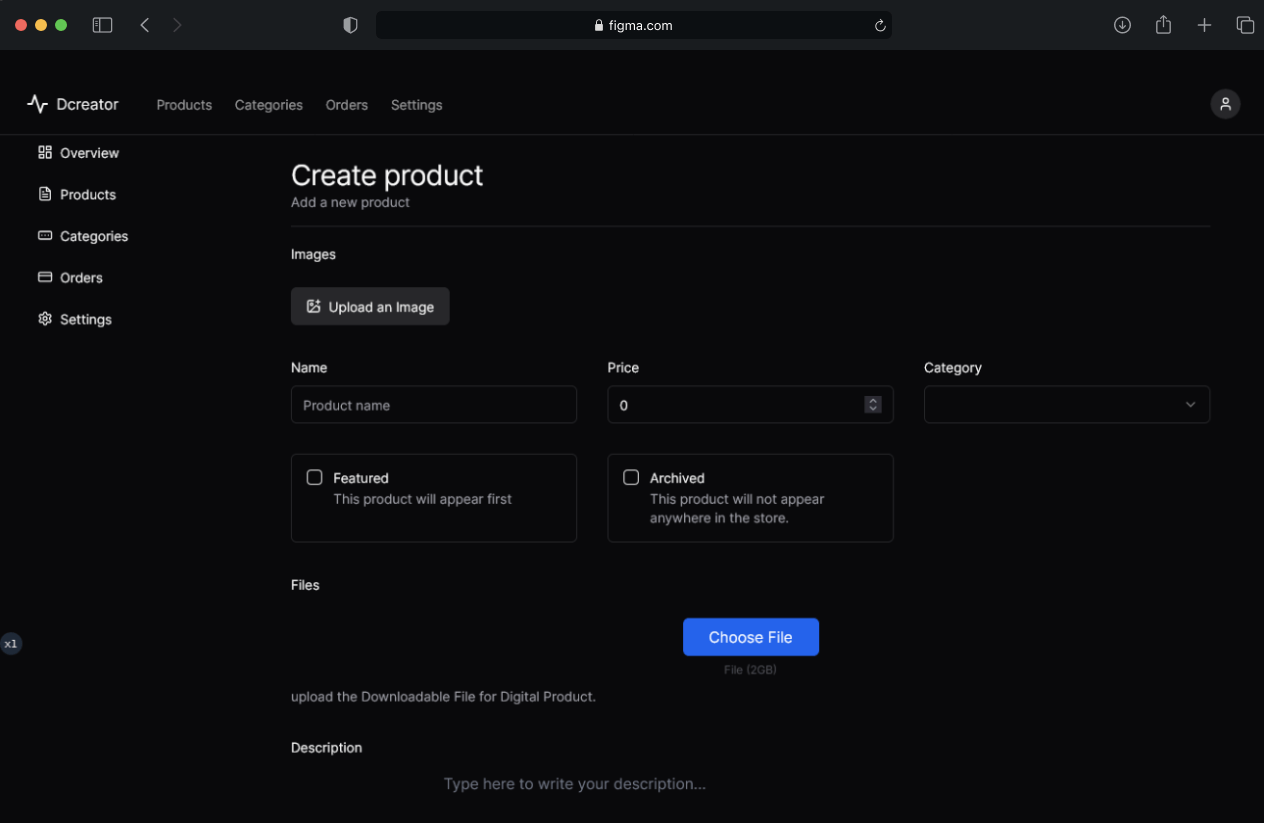 figma.com
Dcreator
Products
Categories
Orders
Settings
Overview
Products
Categories
Orders
Settings
Create product
Add a new product
Images
Upload an Image
Name
Price
Category
Product name
0
Featured
This product will appear first
Archived
This product will not appear
anywhere in the store.
Files
Choose File
File (2GB)
upload the Downloadable File for Digital Product.
x1
Description
Type here to write your description...